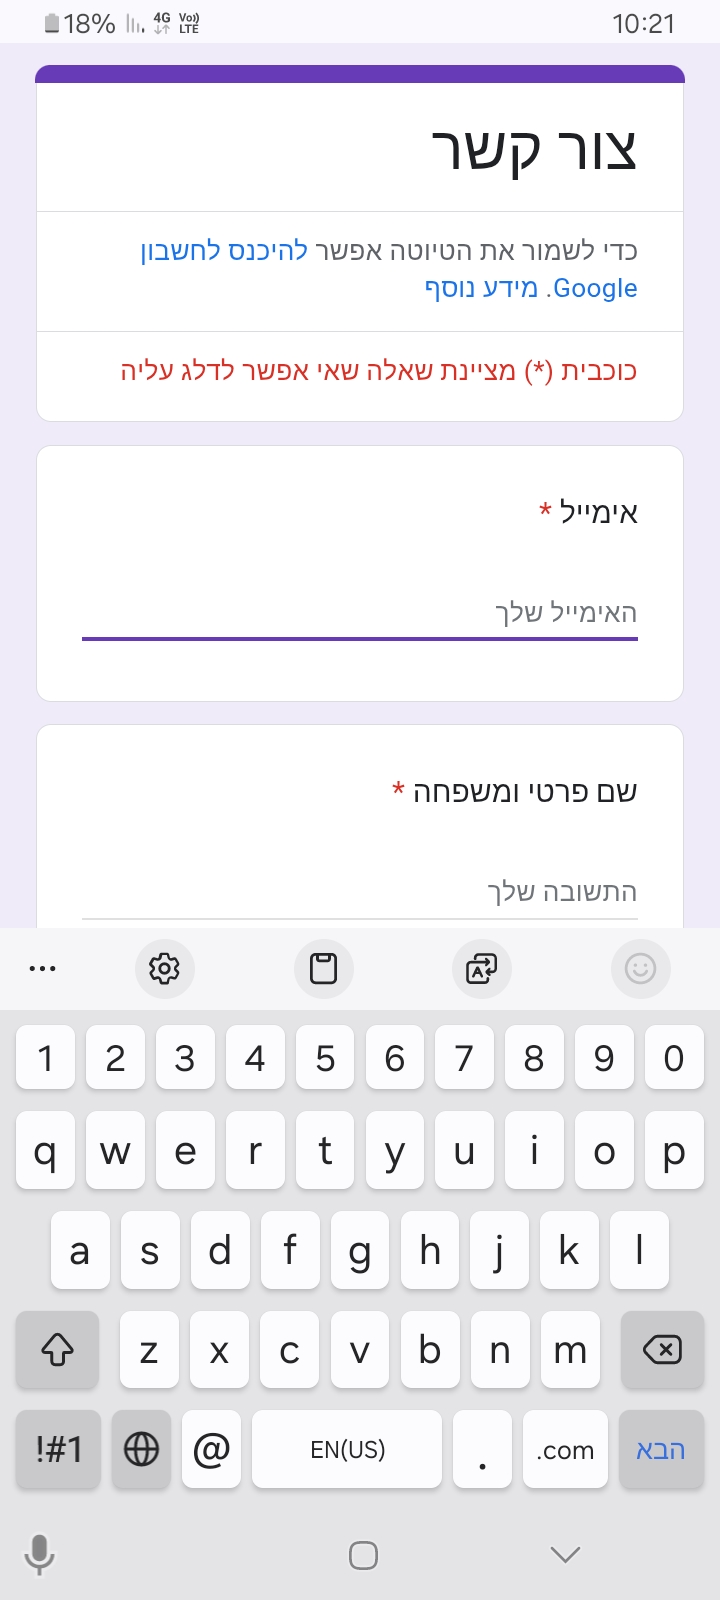 18% 4G Vo)) LTE 10:21
צור קשר
כדי לשמור את הטיוטה אפשר להיכנס לחשבון
Google. מידע נוסף
כוכבית (*) מציינת שאלה שאי אפשר לדלג עליה
אימייל *
האימייל שלך
שם פרטי ומשפחה *
התשובה שלך
1 2 3 4 5 6 7 8 9 0
q w e r t y u i o p
a s d f g h j k l
z x c v b n m
!#1 @ EN(US) . .com הבא